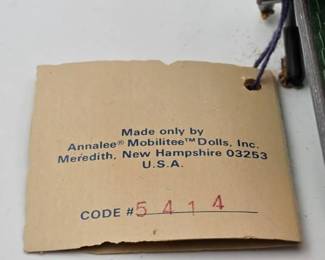 Made only by
Annalee® Mobilitee™ Dolls, Inc.
Meredith, New Hampshire 03253
U.S.A.
CODE # 5414